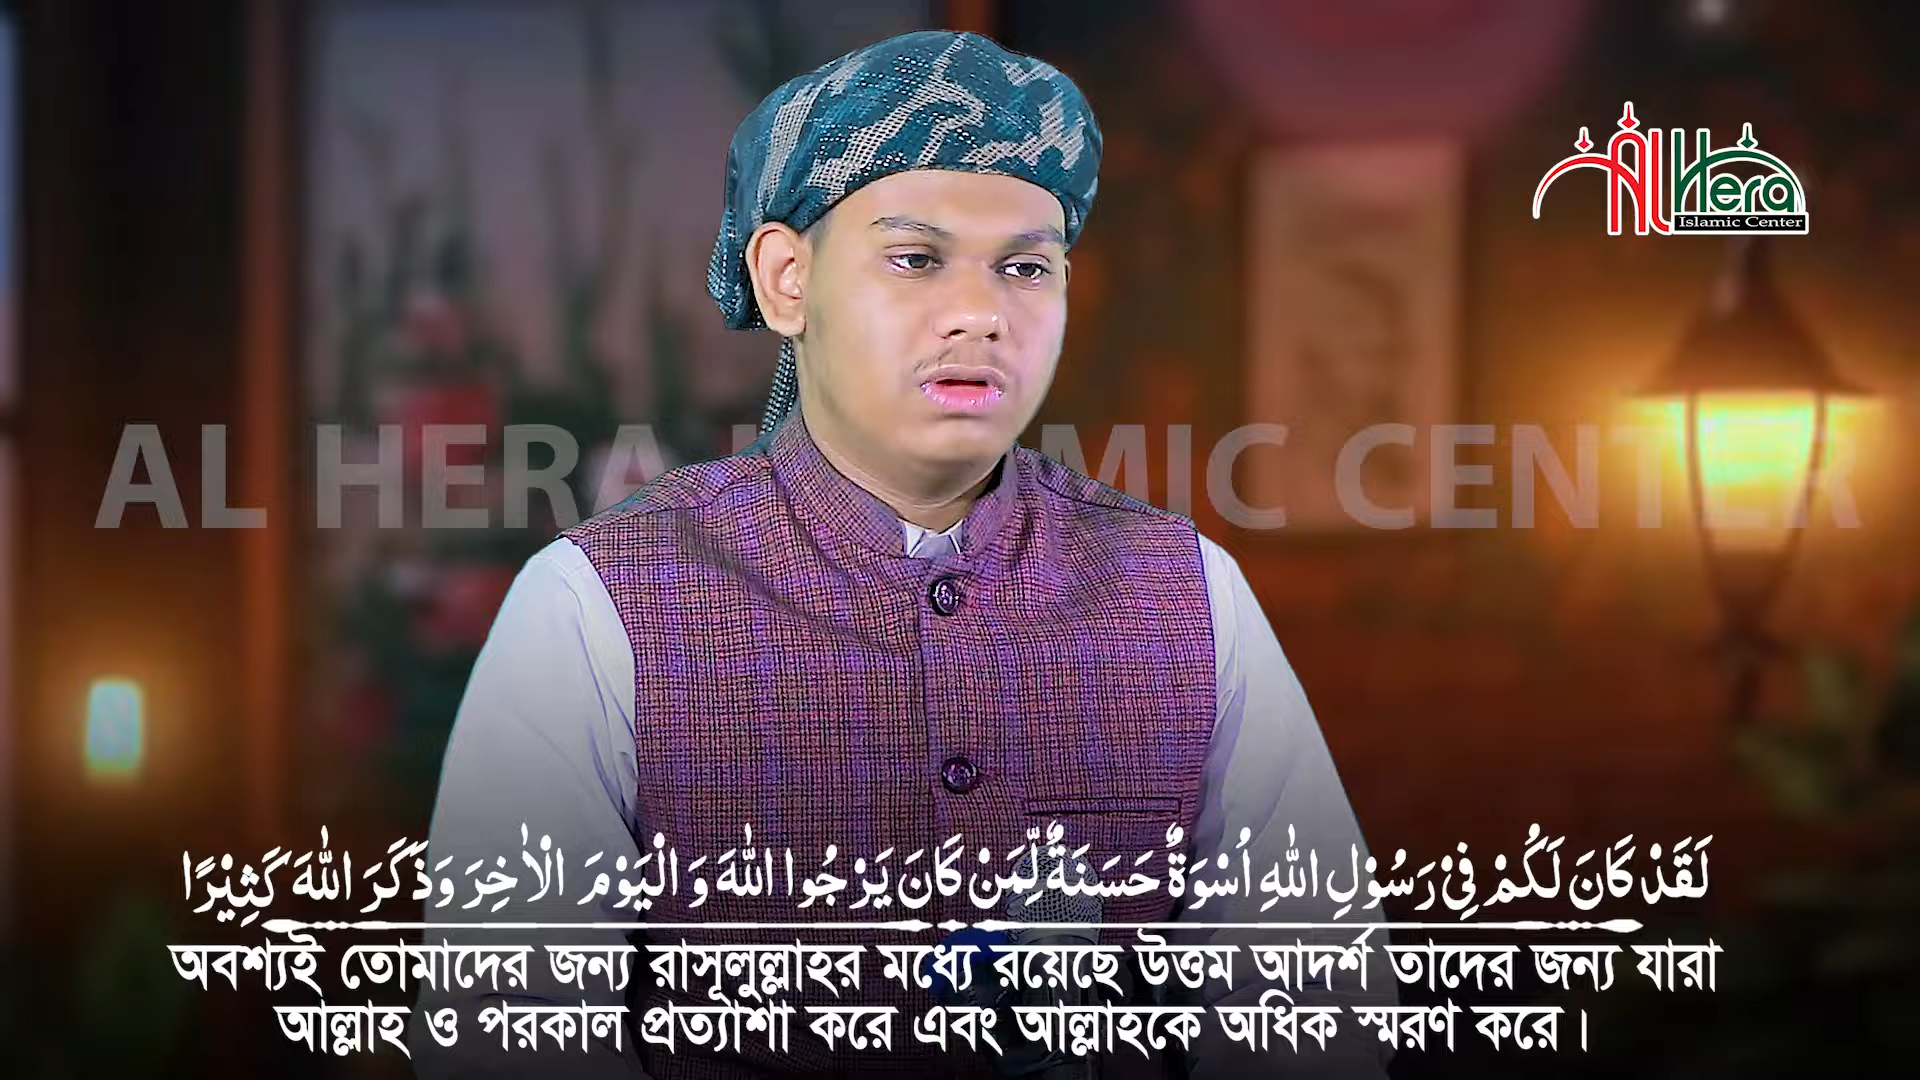 AL Hera
Islamic Center
AL HERA ISLAMIC CENTER
لَقَدْ كَانَ لَكُمْ فِيْ رَسُوْلِ اللّٰهِ اُسْوَةٌ حَسَنَةٌ لِّمَنْ كَانَ يَرْجُوا اللّٰهَ وَ الْيَوْمَ الْاٰخِرَ وَذَكَرَ اللّٰهَ كَثِيْرًا
অবশ্যই তোমাদের জন্য রাসূলুল্লাহর মধ্যে রয়েছে উত্তম আদর্শ তাদের জন্য যারা
আল্লাহ ও পরকাল প্রত্যাশা করে এবং আল্লাহকে অধিক স্মরণ করে।